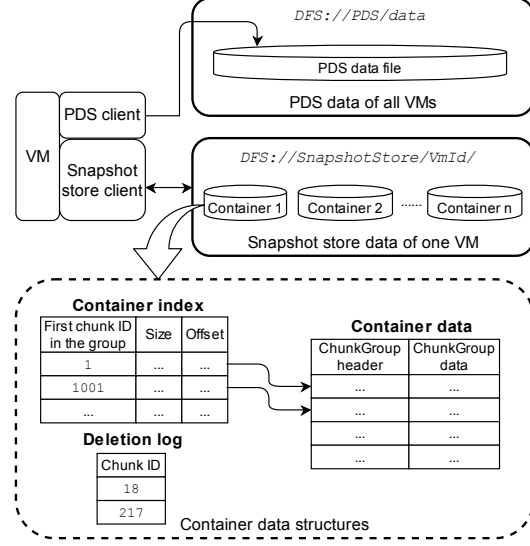 DFS://PDS/data
PDS data file
PDS data of all VMs
VM
PDS client
Snapshot
store client
DFS://SnapshotStore/VmId/
Container 1
Container 2
......
Container n
Snapshot store data of one VM
Container index
First chunk ID
in the group
Size
Offset
1
...
...
1001
...
...
...
...
...
Container data
ChunkGroup
header
ChunkGroup
data
...
...
...
...
...
...
...
...
Deletion log
Chunk ID
18
217
Container data structures